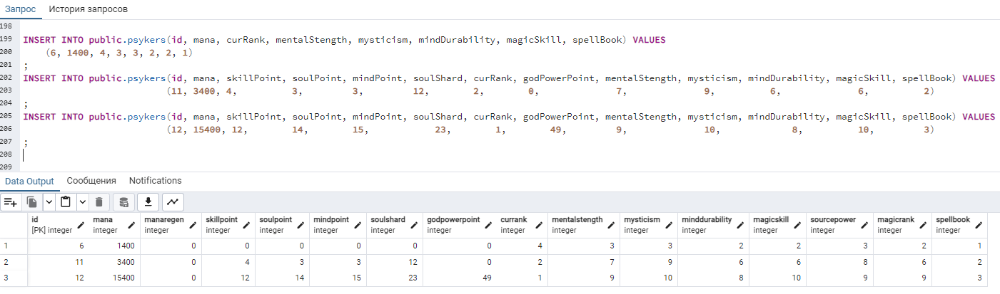 Запрос История запросов
198
199 INSERT INTO public.psykers(id, mana, curRank, mentalStength, mysticism, mindDurability, magicSkill, spellBook) VALUES
200 (6, 1400, 4, 3, 3, 2, 2, 1)
201 ;
202 INSERT INTO public.psykers(id, mana, skillPoint, soulPoint, mindPoint, soulShard, curRank, godPowerPoint, mentalStength, mysticism, mindDurability, magicSkill, spellBook) VALUES
203 (11, 3400, 4, 3, 3, 12, 2, 0, 7, 9, 6, 6, 2)
204 ;
205 INSERT INTO public.psykers(id, mana, skillPoint, soulPoint, mindPoint, soulShard, curRank, godPowerPoint, mentalStength, mysticism, mindDurability, magicSkill, spellBook) VALUES
206 (12, 15400, 12, 14, 15, 23, 1, 49, 9, 10, 8, 10, 3)
207 ;
208
209
Data Output Сообщения Notifications
id mana manaregen skillpoint soulpoint mindpoint soulshard godpowerpoint currank mentalstength mysticism minddurability magicskill sourcepower magicrank spellbook
[PK] integer integer integer integer integer integer integer integer integer integer integer integer integer integer integer integer
1 6 1400 0 0 0 0 0 0 4 3 3 2 2 3 2 1
2 11 3400 0 4 3 3 12 0 2 7 9 6 6 8 6 2
3 12 15400 0 12 14 15 23 49 1 9 10 8 10 9 9 3